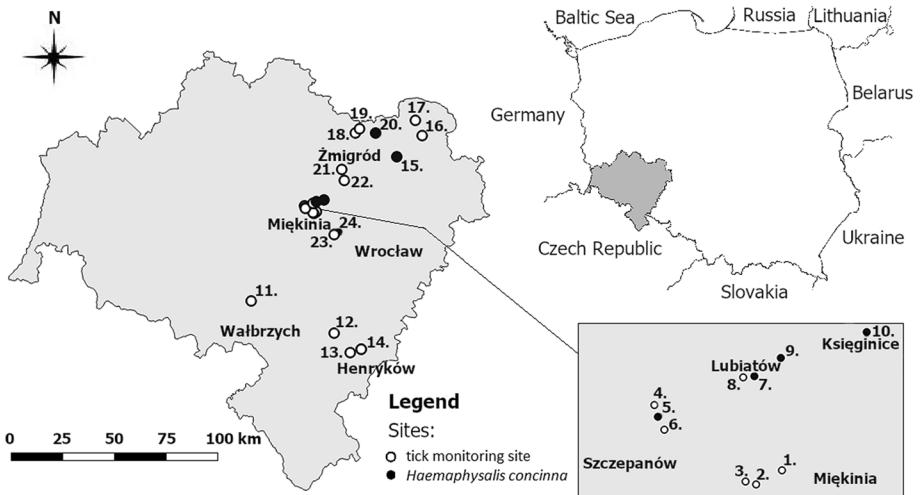 N
19.
18.
20.
17.
16.
15.
Żmigród
21.
22.
Miękinia
24.
23.
Wrocław
11.
Wałbrzych
12.
13.
14.
Henryków
0 25 50 75 100 km
Legend
Sites:
tick monitoring site
Haemaphysalis concinna
Baltic Sea
Russia
Lithuania
Belarus
Germany
Ukraine
Czech Republic
Slovakia
10.
Księginice
9.
Lubiatów
8.
7.
4.
5.
6.
Szczepanów
3.
2.
1.
Miękinia